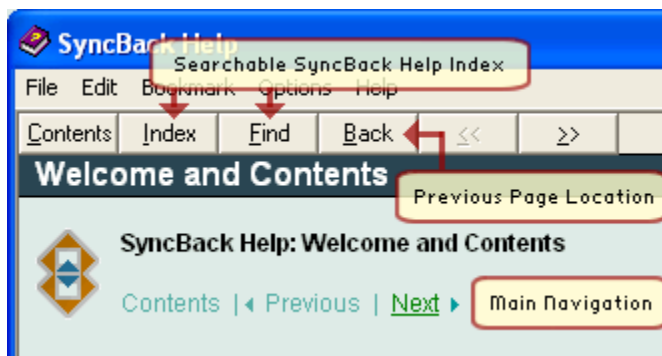 SyncBack Help
Searchable SyncBack Help Index
File Edit Bookmark Options Help
Contents Index Find Back << >>
Welcome and Contents
Previous Page Location
SyncBack Help: Welcome and Contents
Contents | Previous | Next
Main Navigation